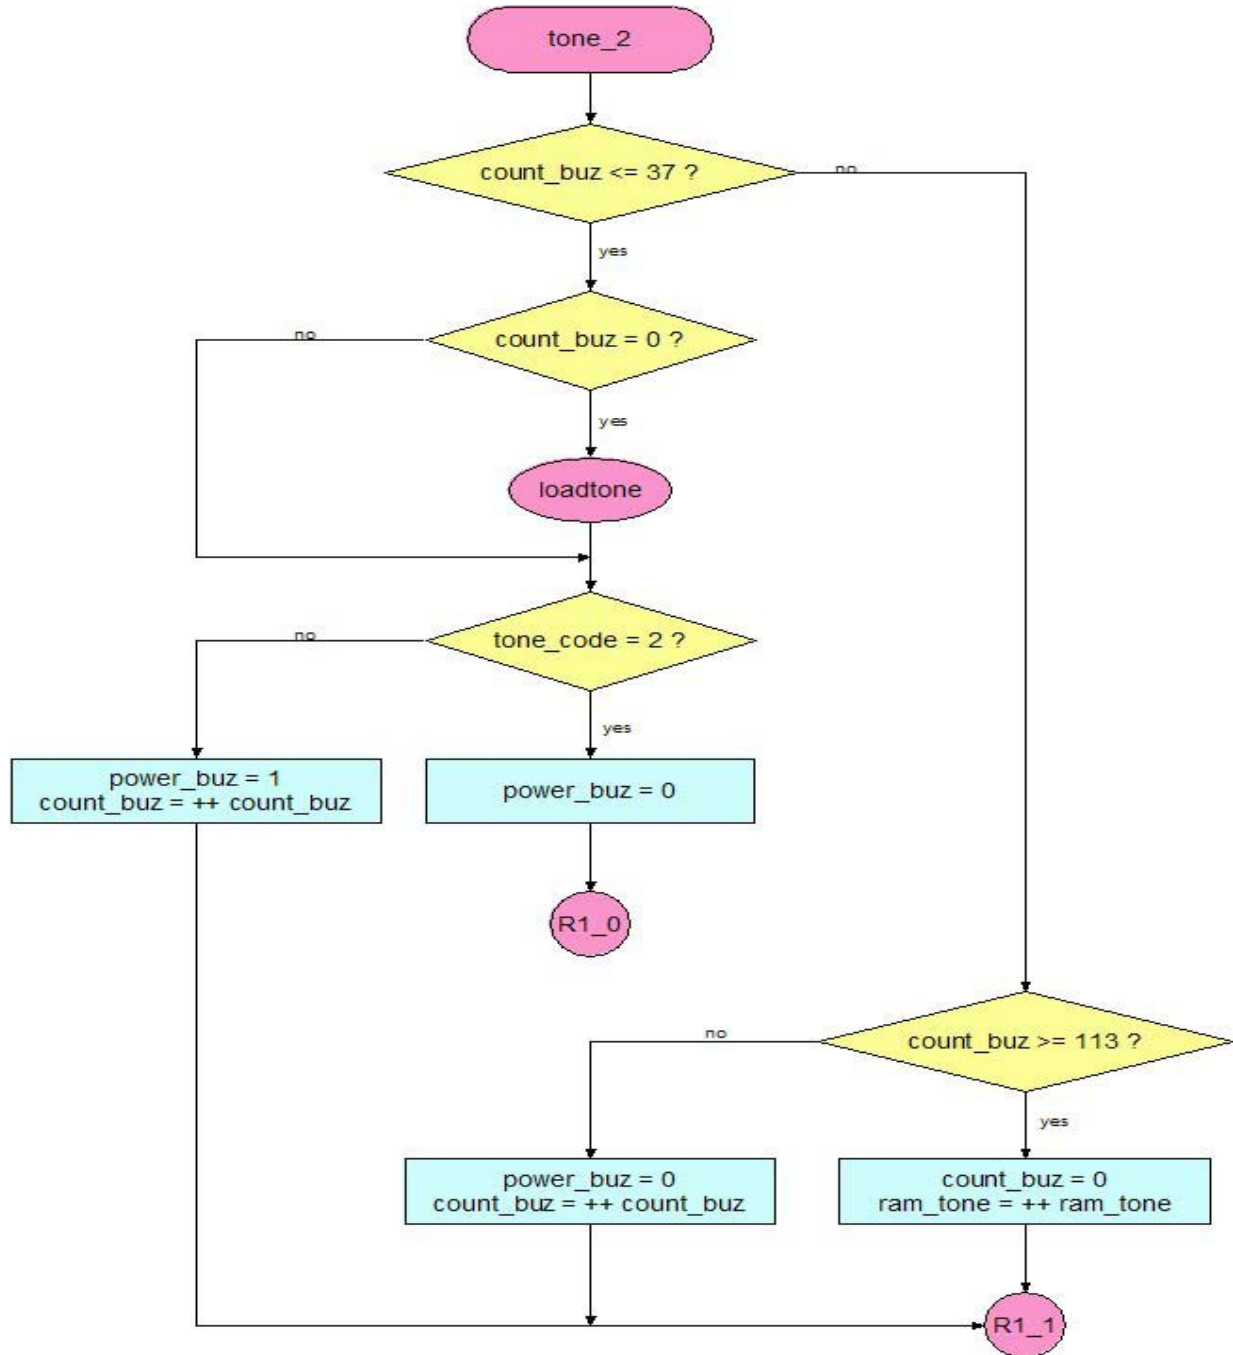 tone_2
count_buz <= 37 ?
no
yes
count_buz = 0 ?
no
yes
loadtone
tone_code = 2 ?
no
yes
power_buz = 1
count_buz = ++ count_buz
power_buz = 0
R1_0
count_buz >= 113 ?
no
yes
power_buz = 0
count_buz = ++ count_buz
count_buz = 0
ram_tone = ++ ram_tone
R1_1